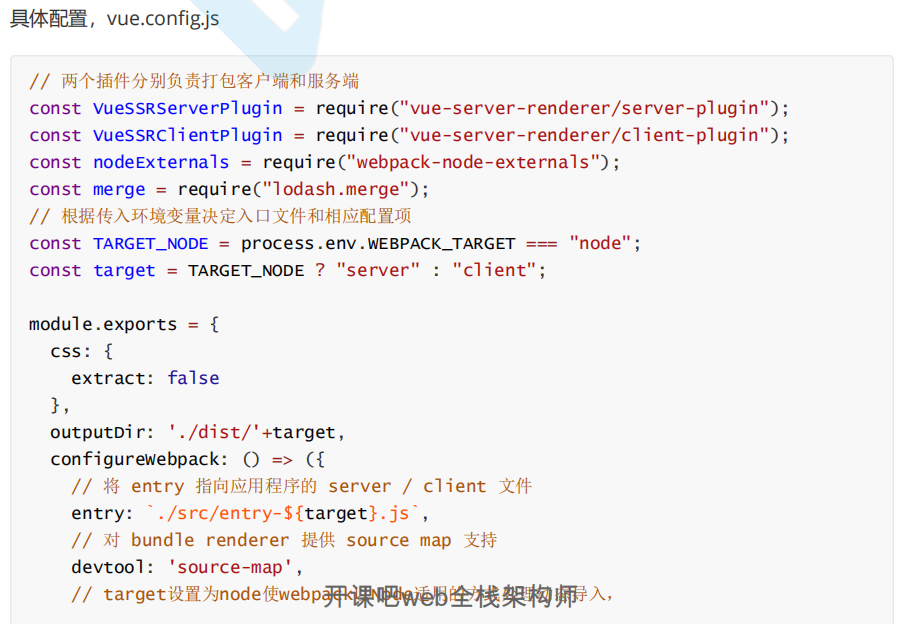 具体配置，vue.config.js
// 两个插件分别负责打包客户端和服务端
const VueSSRServerPlugin = require("vue-server-renderer/server-plugin");
const VueSSRClientPlugin = require("vue-server-renderer/client-plugin");
const nodeExternals = require("webpack-node-externals");
const merge = require("lodash.merge");
// 根据传入环境变量决定入口文件和相应配置项
const TARGET_NODE = process.env.WEBPACK_TARGET === "node";
const target = TARGET_NODE ? "server" : "client";
module.exports = {
css: {
extract: false
},
outputDir: './dist/'+target,
configureWebpack: () => ({
// 将 entry 指向应用程序的 server / client 文件
entry: `./src/entry-${target}.js`,
// 对 bundle renderer 提供 source map 支持
devtool: 'source-map',
// target设置为node使webpack以Node适用的方式处理动态导入，
开课吧web全栈架构师